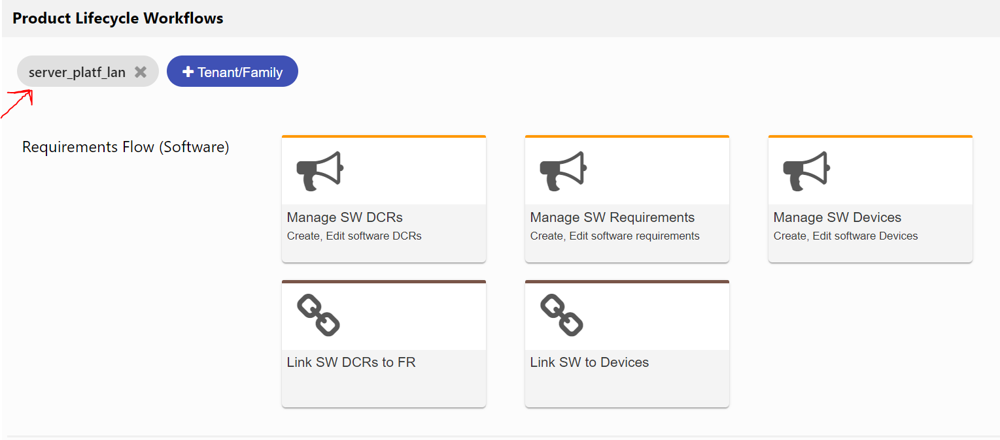 Product Lifecycle Workflows
server_platf_lan
Tenant/Family
Requirements Flow (Software)
Manage SW DCRs
Create, Edit software DCRs
Manage SW Requirements
Create, Edit software requirements
Manage SW Devices
Create, Edit software Devices
Link SW DCRs to FR
Link SW to Devices